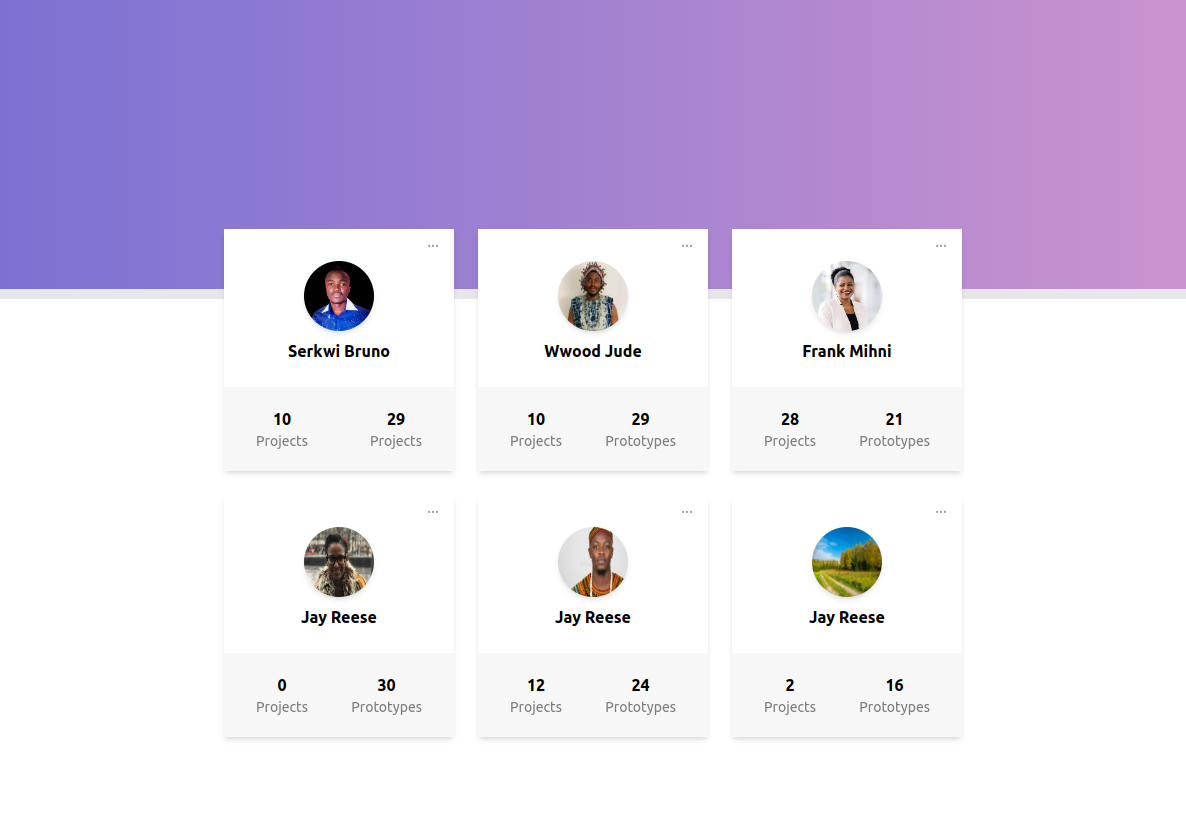 ... ... ...
Serkwi Bruno Wwood Jude Frank Mihni
10 29 10 29 28 21
Projects Projects Projects Prototypes Projects Prototypes
... ... ...
Jay Reese Jay Reese Jay Reese
0 30 12 24 2 16
Projects Prototypes Projects Prototypes Projects Prototypes